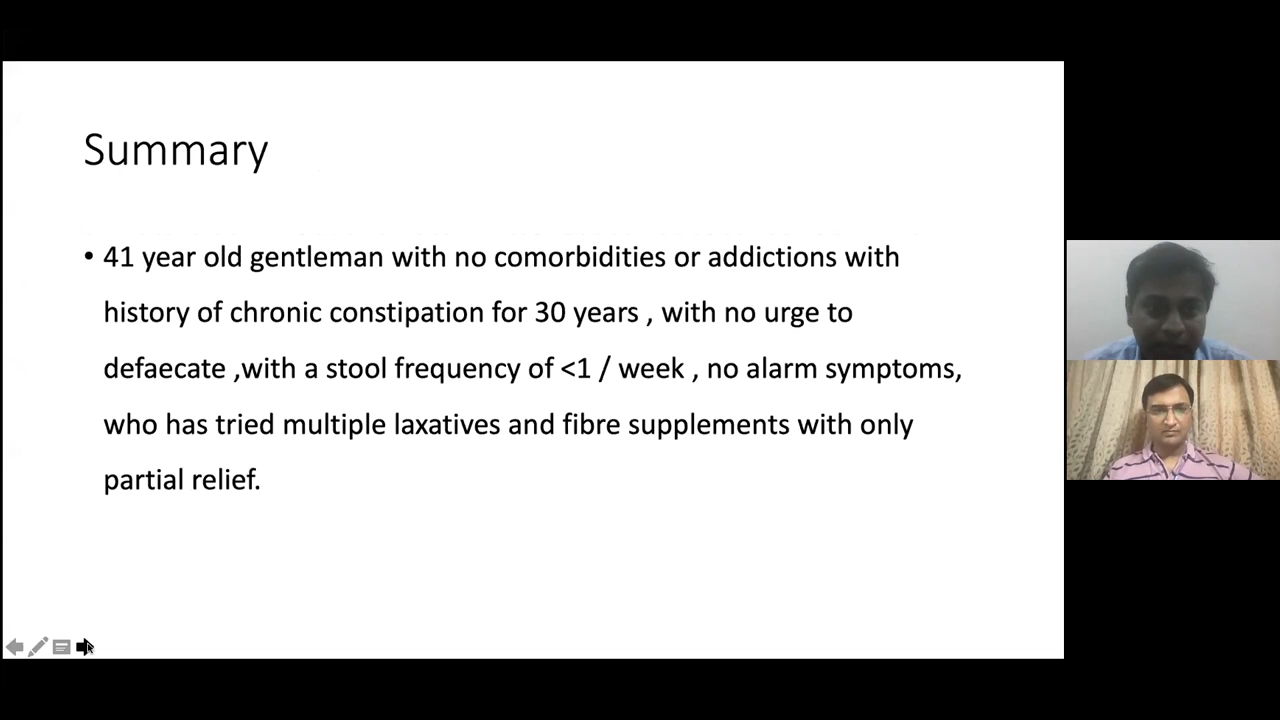 Summary
• 41 year old gentleman with no comorbidities or addictions with
history of chronic constipation for 30 years , with no urge to
defaecate ,with a stool frequency of <1 / week , no alarm symptoms,
who has tried multiple laxatives and fibre supplements with only
partial relief.